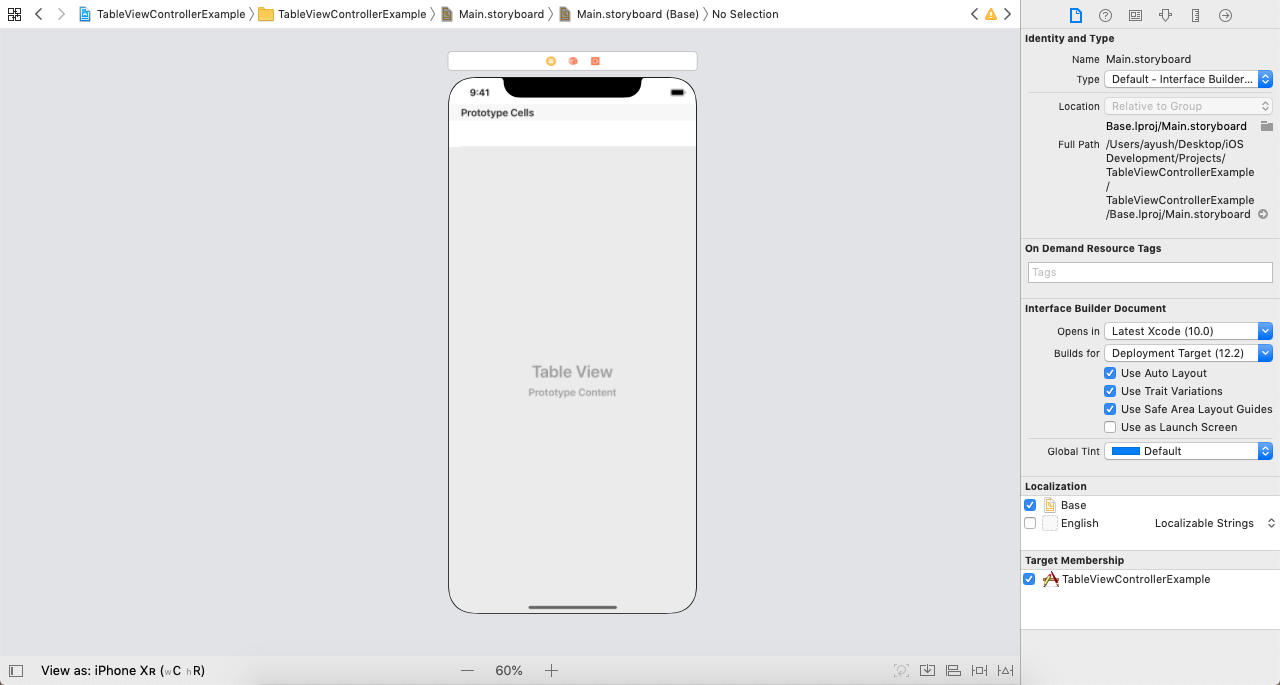 TableViewControllerExample TableViewControllerExample Main.storyboard Main.storyboard (Base) No Selection
9:41
Prototype Cells
Table View
Prototype Content
View as: iPhone XR (wC hR)
60%
Identity and Type
Name Main.storyboard
Type Default - Interface Builder...
Location Relative to Group
Base.lproj/Main.storyboard
Full Path /Users/ayush/Desktop/iOS
Development/Projects/
TableViewControllerExample
/
TableViewControllerExample
/Base.lproj/Main.storyboard
On Demand Resource Tags
Tags
Interface Builder Document
Opens in Latest Xcode (10.0)
Builds for Deployment Target (12.2)
Use Auto Layout
Use Trait Variations
Use Safe Area Layout Guides
Use as Launch Screen
Global Tint Default
Localization
Base
English Localizable Strings
Target Membership
TableViewControllerExample